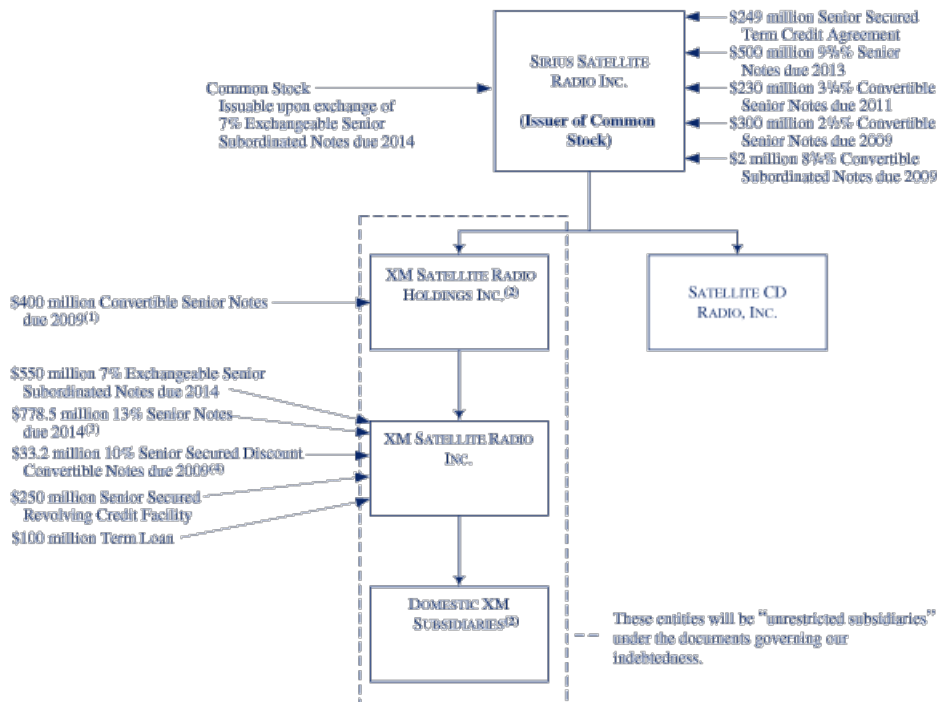 $249 million Senior Secured
Term Credit Agreement
$500 million 9⅝% Senior
Notes due 2013
$230 million 3¼% Convertible
Senior Notes due 2011
$300 million 2½% Convertible
Senior Notes due 2009
$2 million 8¾% Convertible
Subordinated Notes due 2009
SIRIUS SATELLITE
RADIO INC.
(Issuer of Common
Stock)
Common Stock
Issuable upon exchange of
7% Exchangeable Senior
Subordinated Notes due 2014
XM SATELLITE RADIO
HOLDINGS INC.(2)
SATELLITE CD
RADIO, INC.
$400 million Convertible Senior Notes
due 2009(1)
$550 million 7% Exchangeable Senior
Subordinated Notes due 2014
$778.5 million 13% Senior Notes
due 2014(3)
$33.2 million 10% Senior Secured Discount
Convertible Notes due 2009(4)
$250 million Senior Secured
Revolving Credit Facility
$100 million Term Loan
XM SATELLITE RADIO
INC.
DOMESTIC XM
SUBSIDIARIES(2)
These entities will be “unrestricted subsidiaries”
under the documents governing our
indebtedness.